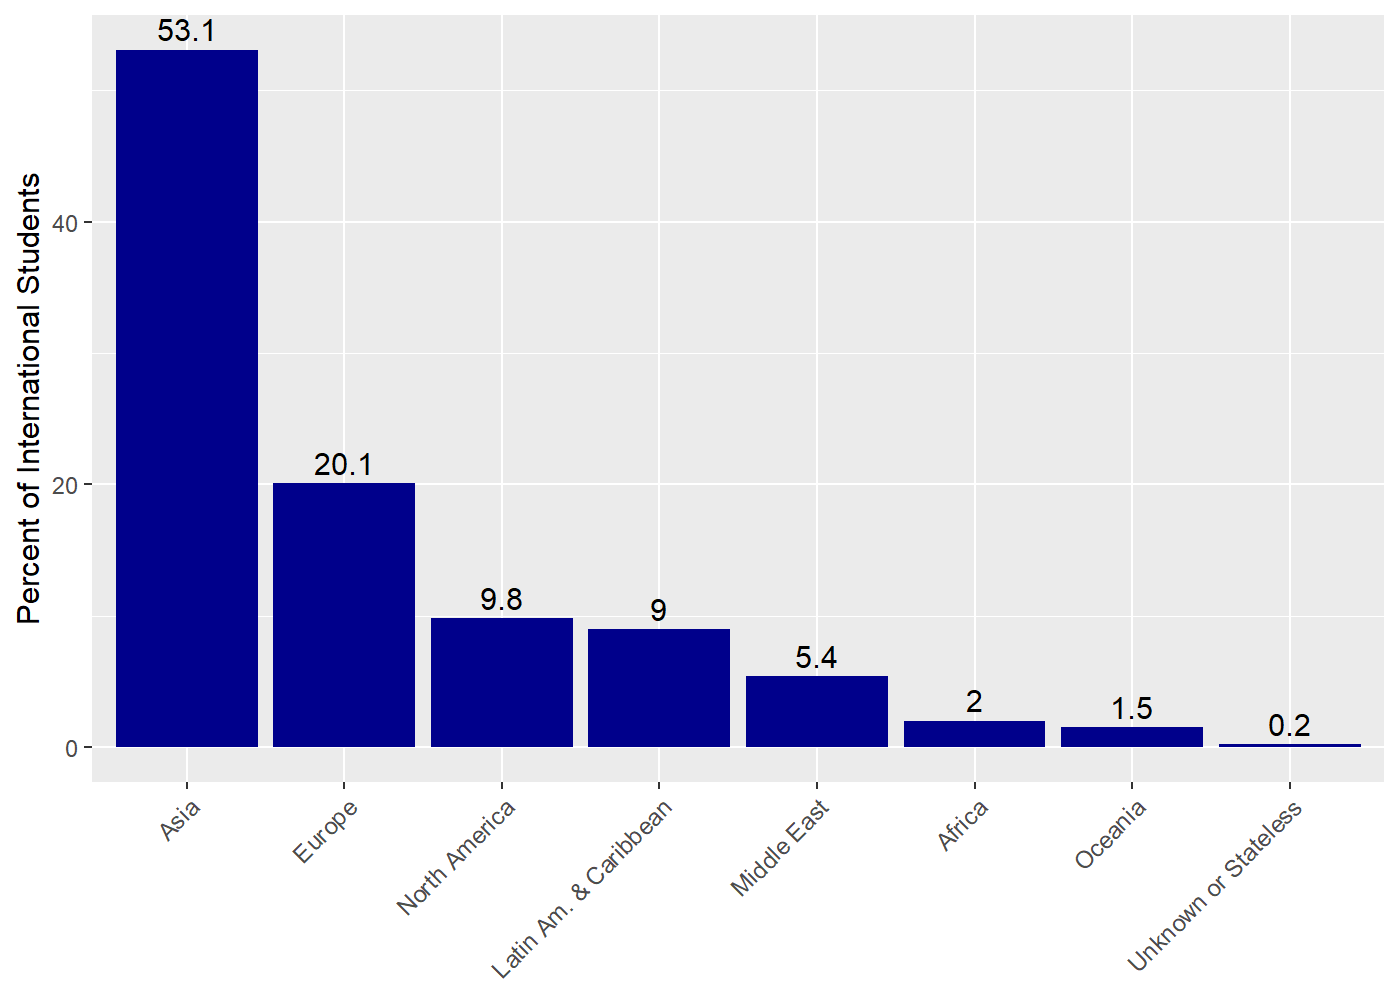 Percent of International Students
40
20
0
53.1
20.1
9.8
9
5.4
2
1.5
0.2
Asia
Europe
North America
Latin Am. & Caribbean
Middle East
Africa
Oceania
Unknown or Stateless